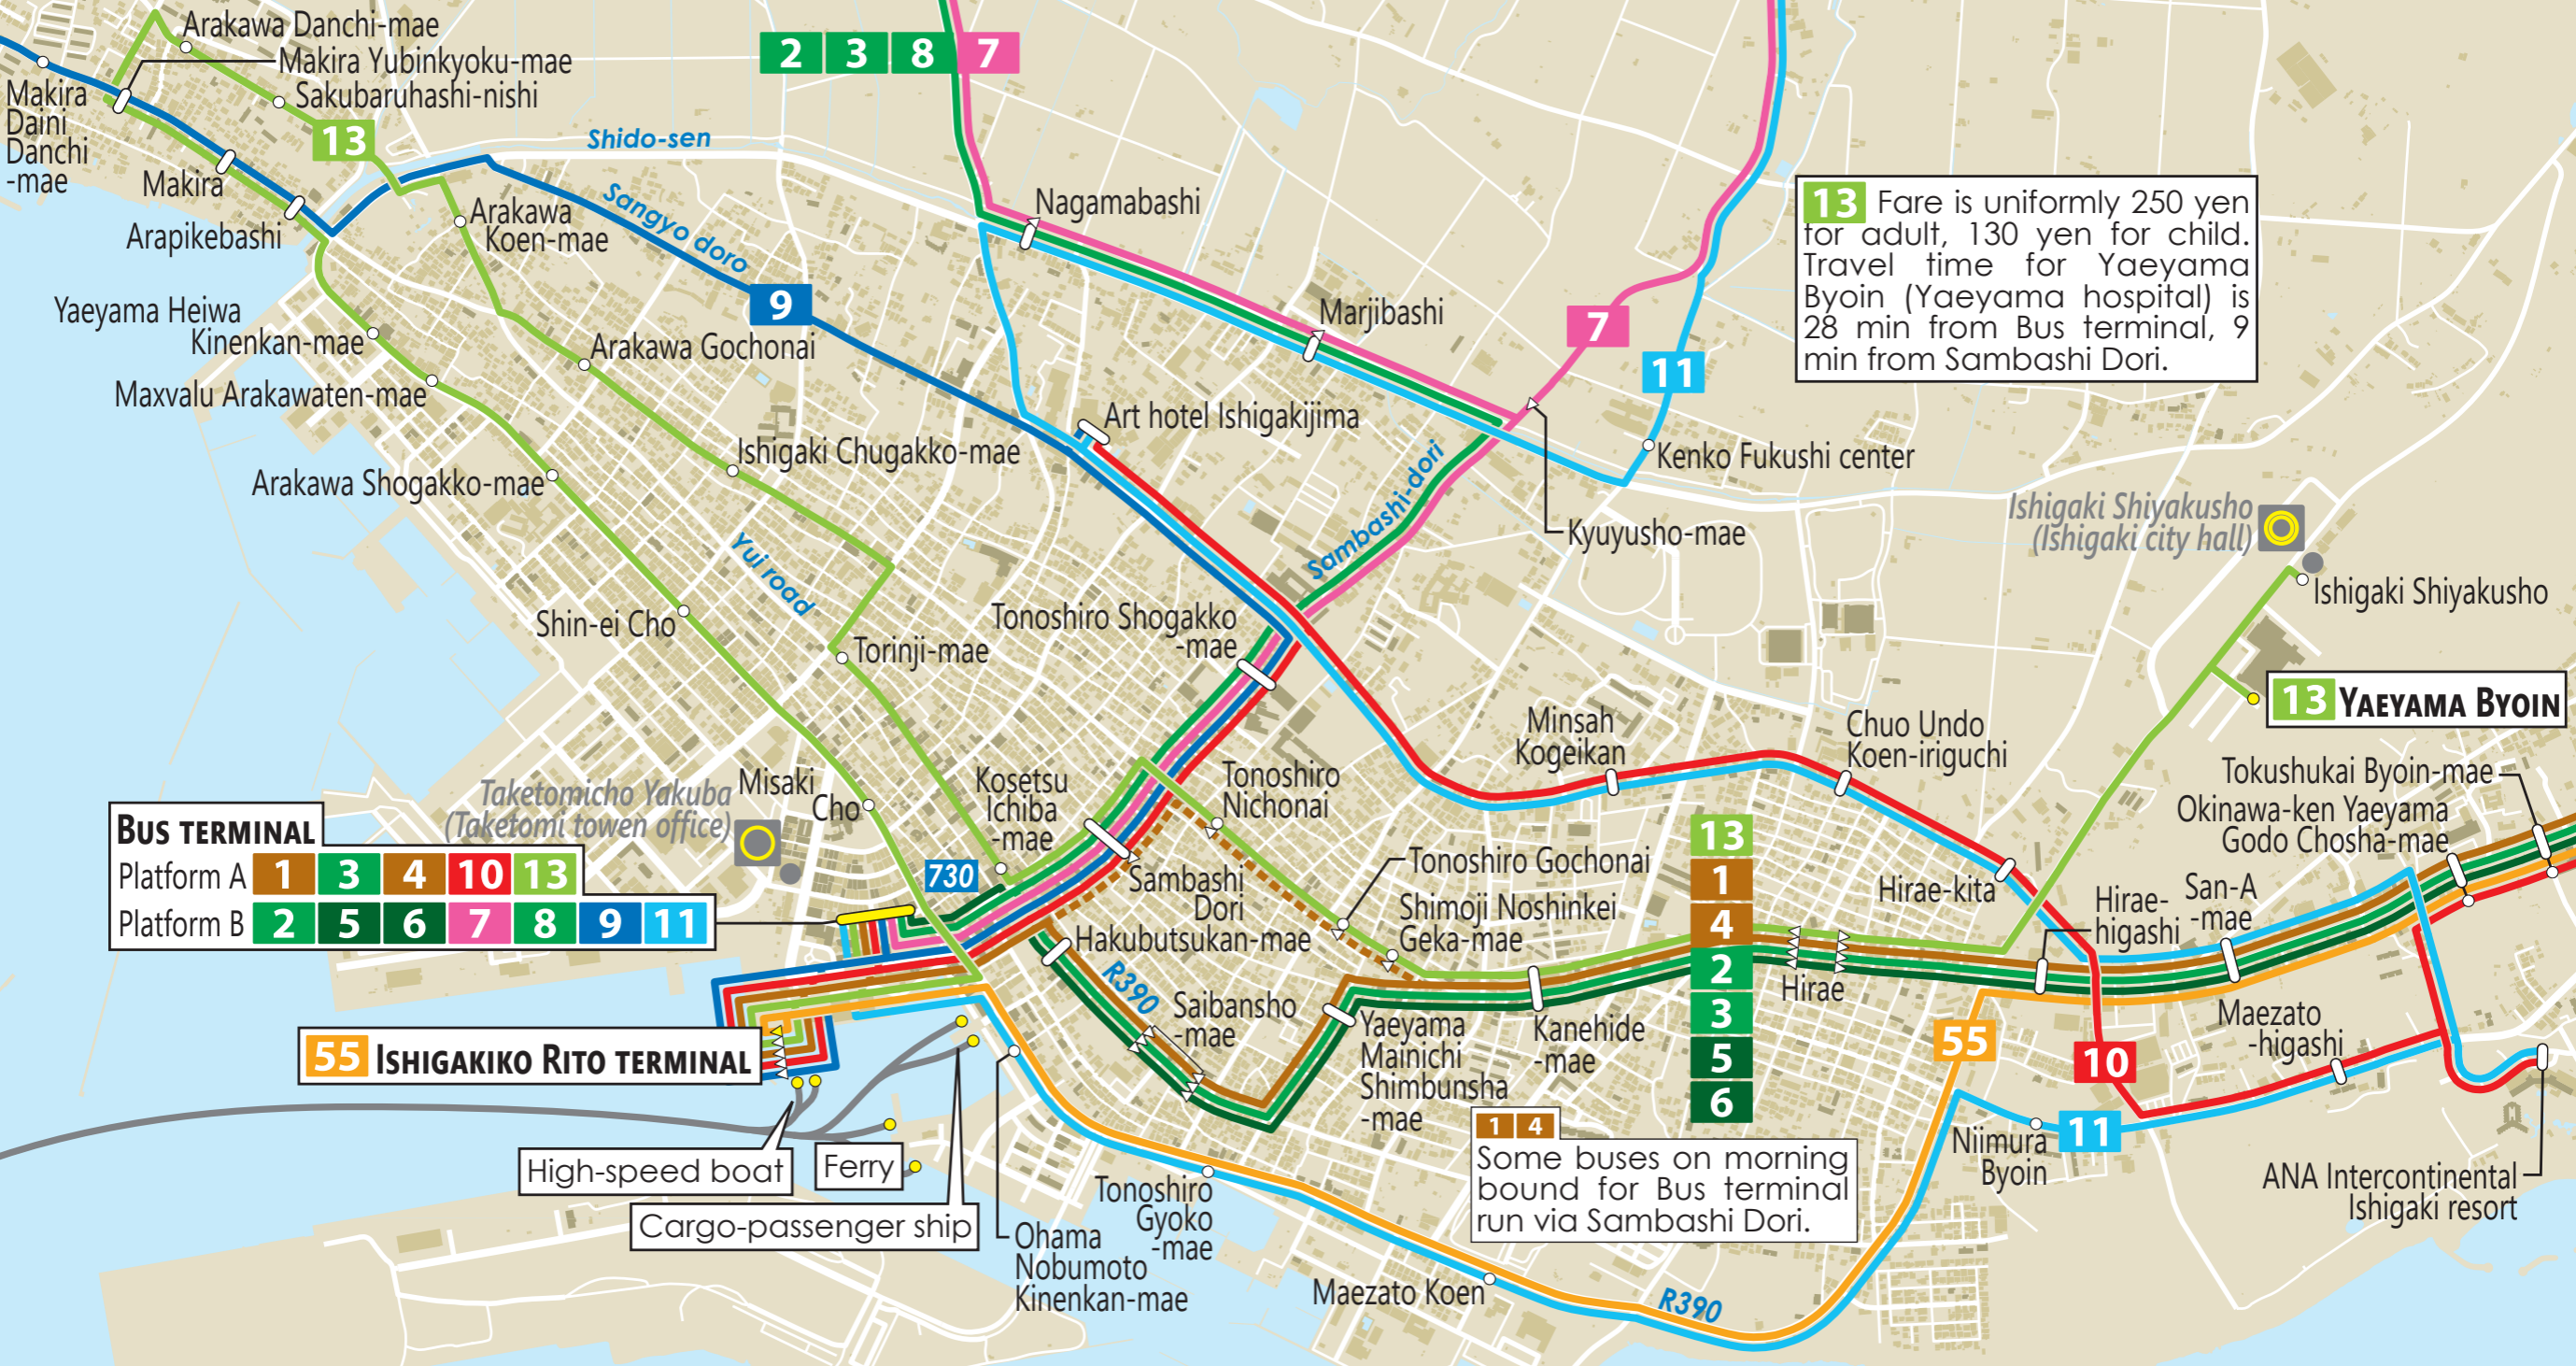 Arakawa Danchi-mae
Makira Yubinkyoku-mae
Sakubaruhashi-nishi
Makira
Daini
Danchi
-mae
13
Makira
Arapikebashi
Shido-sen
Sangyo doro
2 3 8 7
Nagamabashi
Arakawa
Koen-mae
9
Yaeyama Heiwa
Kinenkan-mae
Maxvalu Arakawaten-mae
Arakawa Gochonai
Marjibashi
7
11
13 Fare is uniformly 250 yen
for adult, 130 yen for child.
Travel time for Yaeyama
Byoin (Yaeyama hospital) is
28 min from Bus terminal, 9
min from Sambashi Dori.
Art hotel Ishigakijima
Ishigaki Chugakko-mae
Arakawa Shogakko-mae
Kenko Fukushi center
Sambashi-dori
Kyuyusho-mae
Ishigaki Shiyakusho
(Ishigaki city hall)
Ishigaki Shiyakusho
Yui road
Shin-ei Cho
Torinji-mae
Tonoshiro Shogakko
-mae
13 YAEYAMA BYOIN
Minsah
Kogeikan
Chuo Undo
Koen-iriguchi
Tokushukai Byoin-mae
Okinawa-ken Yaeyama
Godo Chosha-mae
Taketomicho Yakuba
(Taketomi towen office)
Misaki
Cho
Kosetsu
Ichiba
-mae
Tonoshiro
Nichonai
BUS TERMINAL
Platform A 1 3 4 10 13
Platform B 2 5 6 7 8 9 11
730
Sambashi
Dori
Hakubutsukan-mae
Tonoshiro Gochonai
Shimoji Noshinkei
Geka-mae
13
1
4
2
3
5
6
Hirae
Hirae-kita
Hirae-
higashi
San-A
-mae
R390
Saibansho
-mae
Yaeyama
Mainichi
Shimbunsha
-mae
Kanehide
-mae
55
10
Maezato
-higashi
55 ISHIGAKIKO RITO TERMINAL
High-speed boat
Ferry
Cargo-passenger ship
Ohama
Nobumoto
Kinenkan-mae
Tonoshiro
Gyoko
-mae
1 4
Some buses on morning
bound for Bus terminal
run via Sambashi Dori.
Niimura
Byoin
11
ANA Intercontinental
Ishigaki resort
Maezato Koen
R390